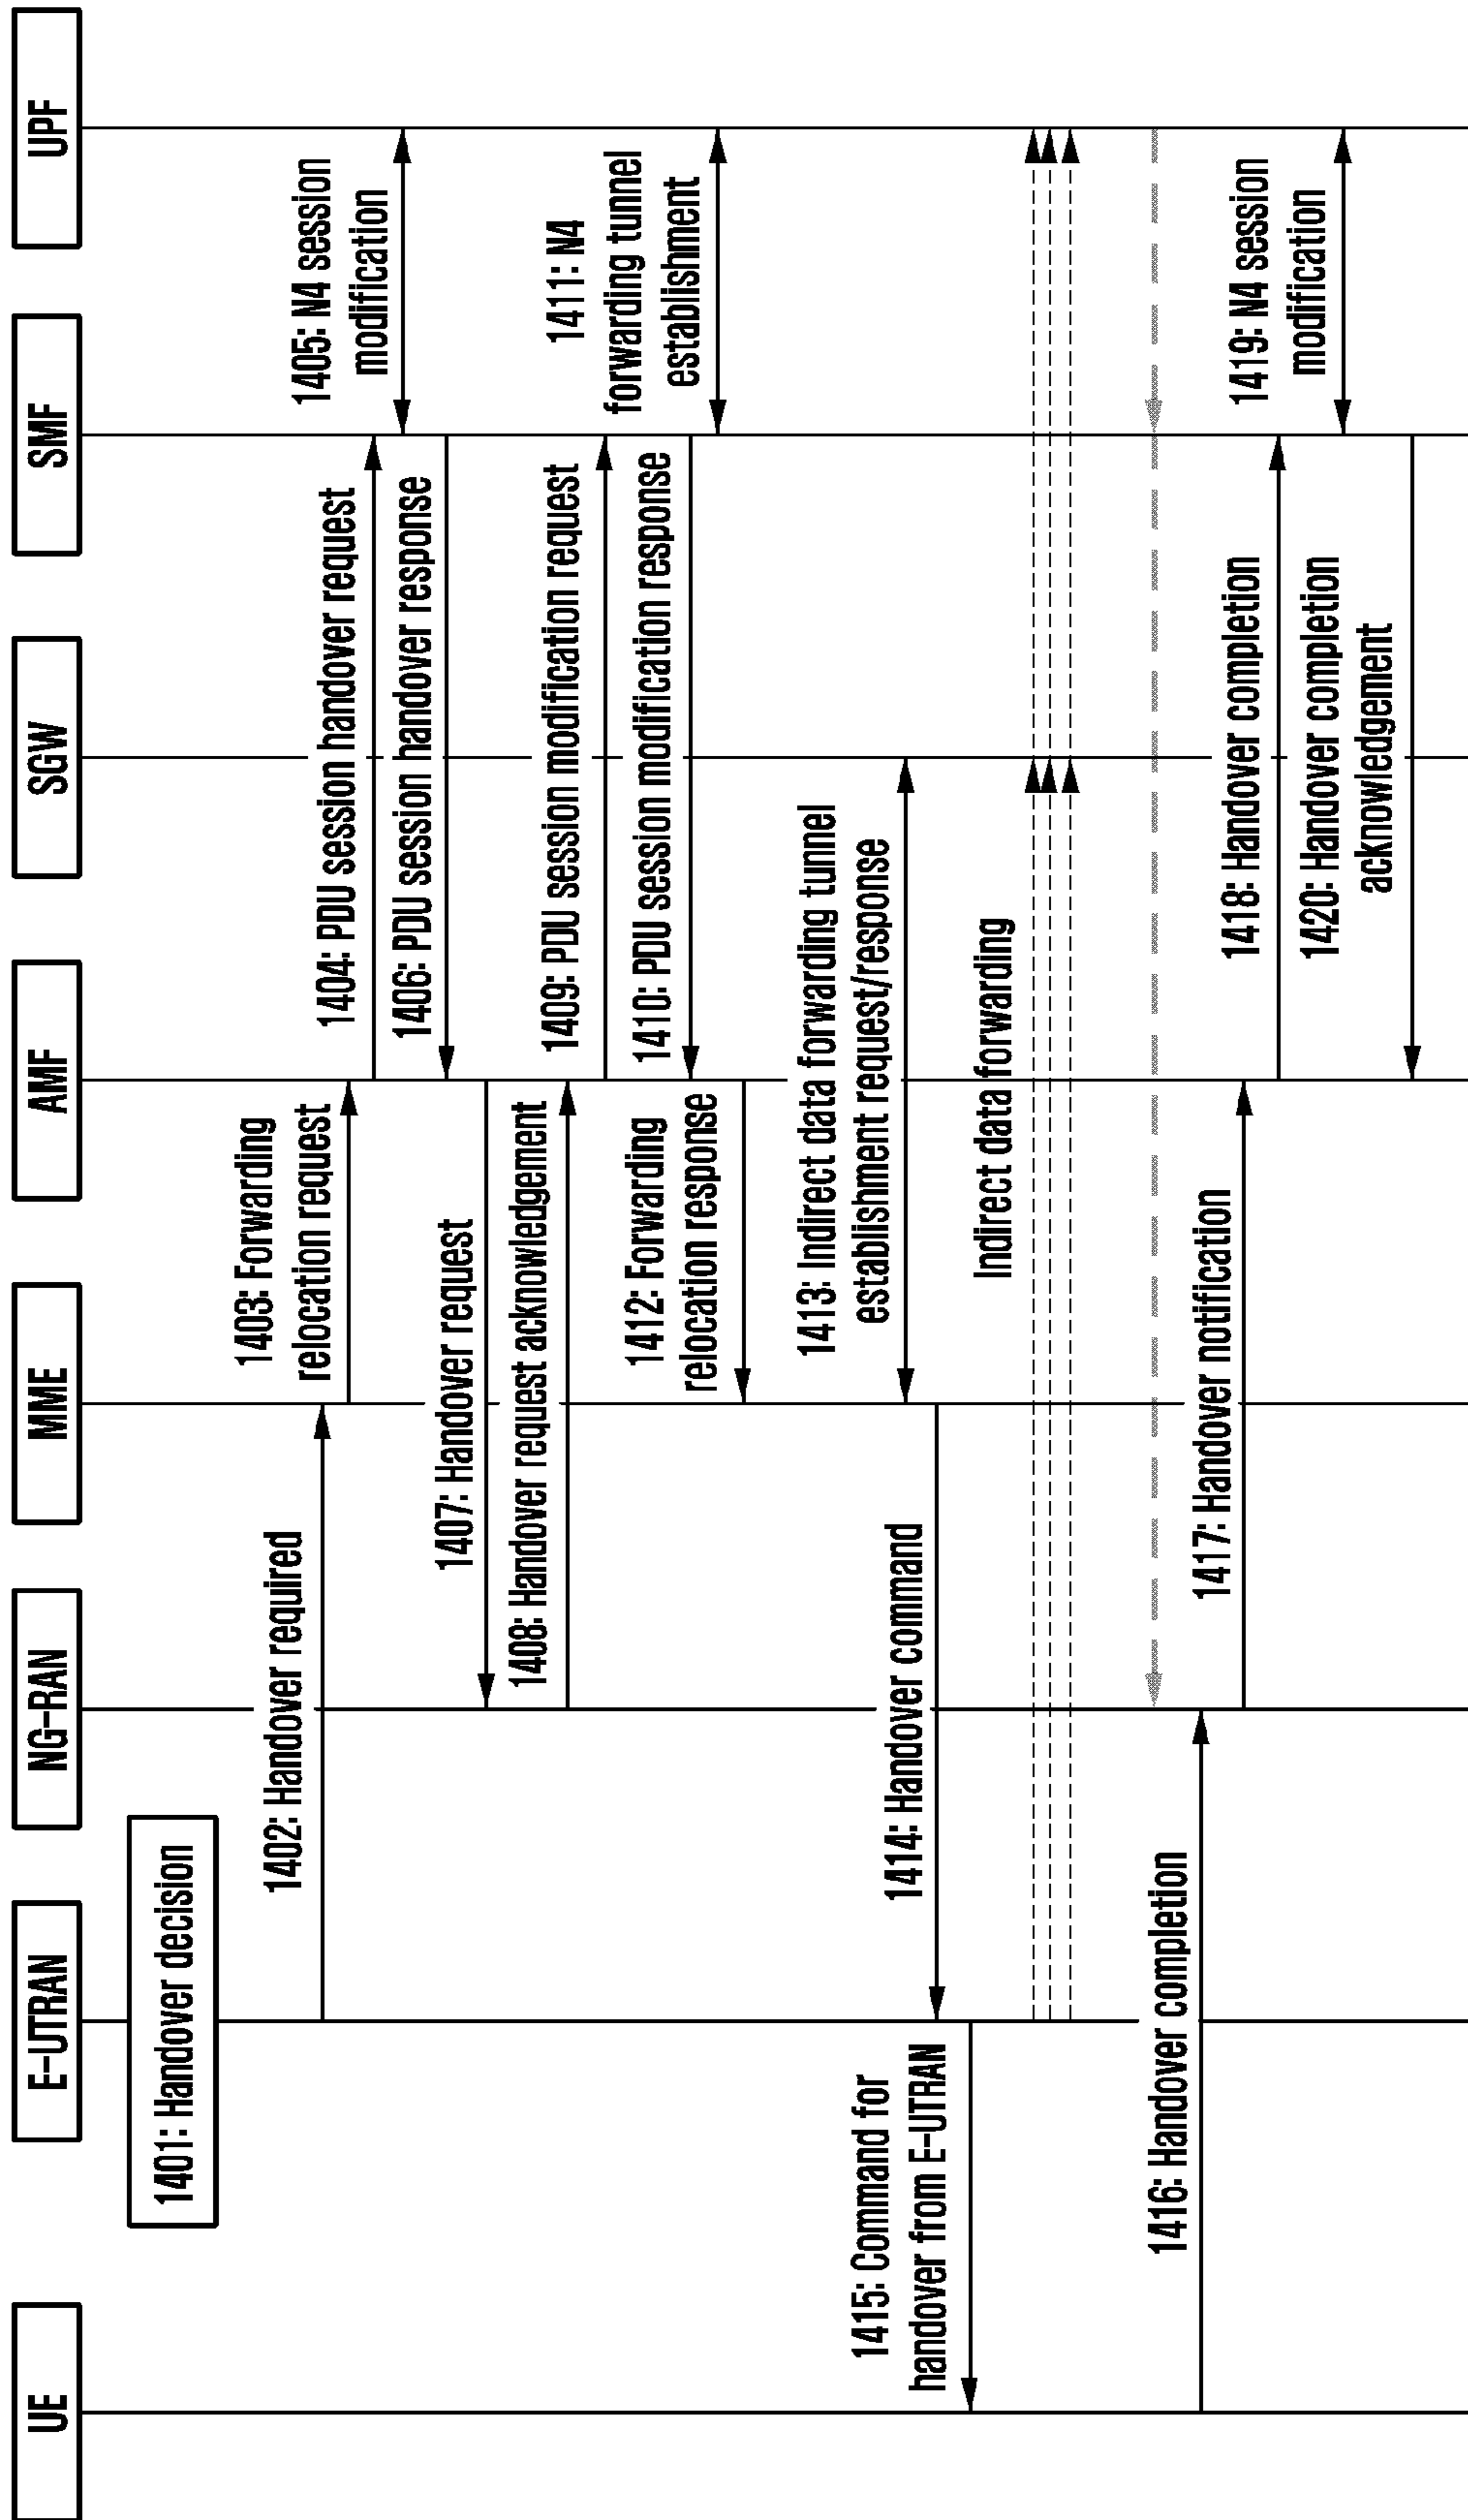 UE
E-UTRAN
NG-RAN
MME
AMF
SGW
SMF
UPF
1401: Handover decision
1402: Handover required
1403: Forwarding
relocation request
1404: PDU session handover request
1405: N4 session
modification
1406: PDU session handover response
1407: Handover request
1408: Handover request acknowledgement
1409: PDU session modification request
1410: PDU session modification response
1411: N4
forwarding tunnel
establishment
1412: Forwarding
relocation response
1413: Indirect data forwarding tunnel
establishment request/response
1414: Handover command
1415: Command for
handover from E-UTRAN
Indirect data forwarding
1416: Handover completion
1417: Handover notification
1418: Handover completion
1419: N4 session
modification
1420: Handover completion
acknowledgement